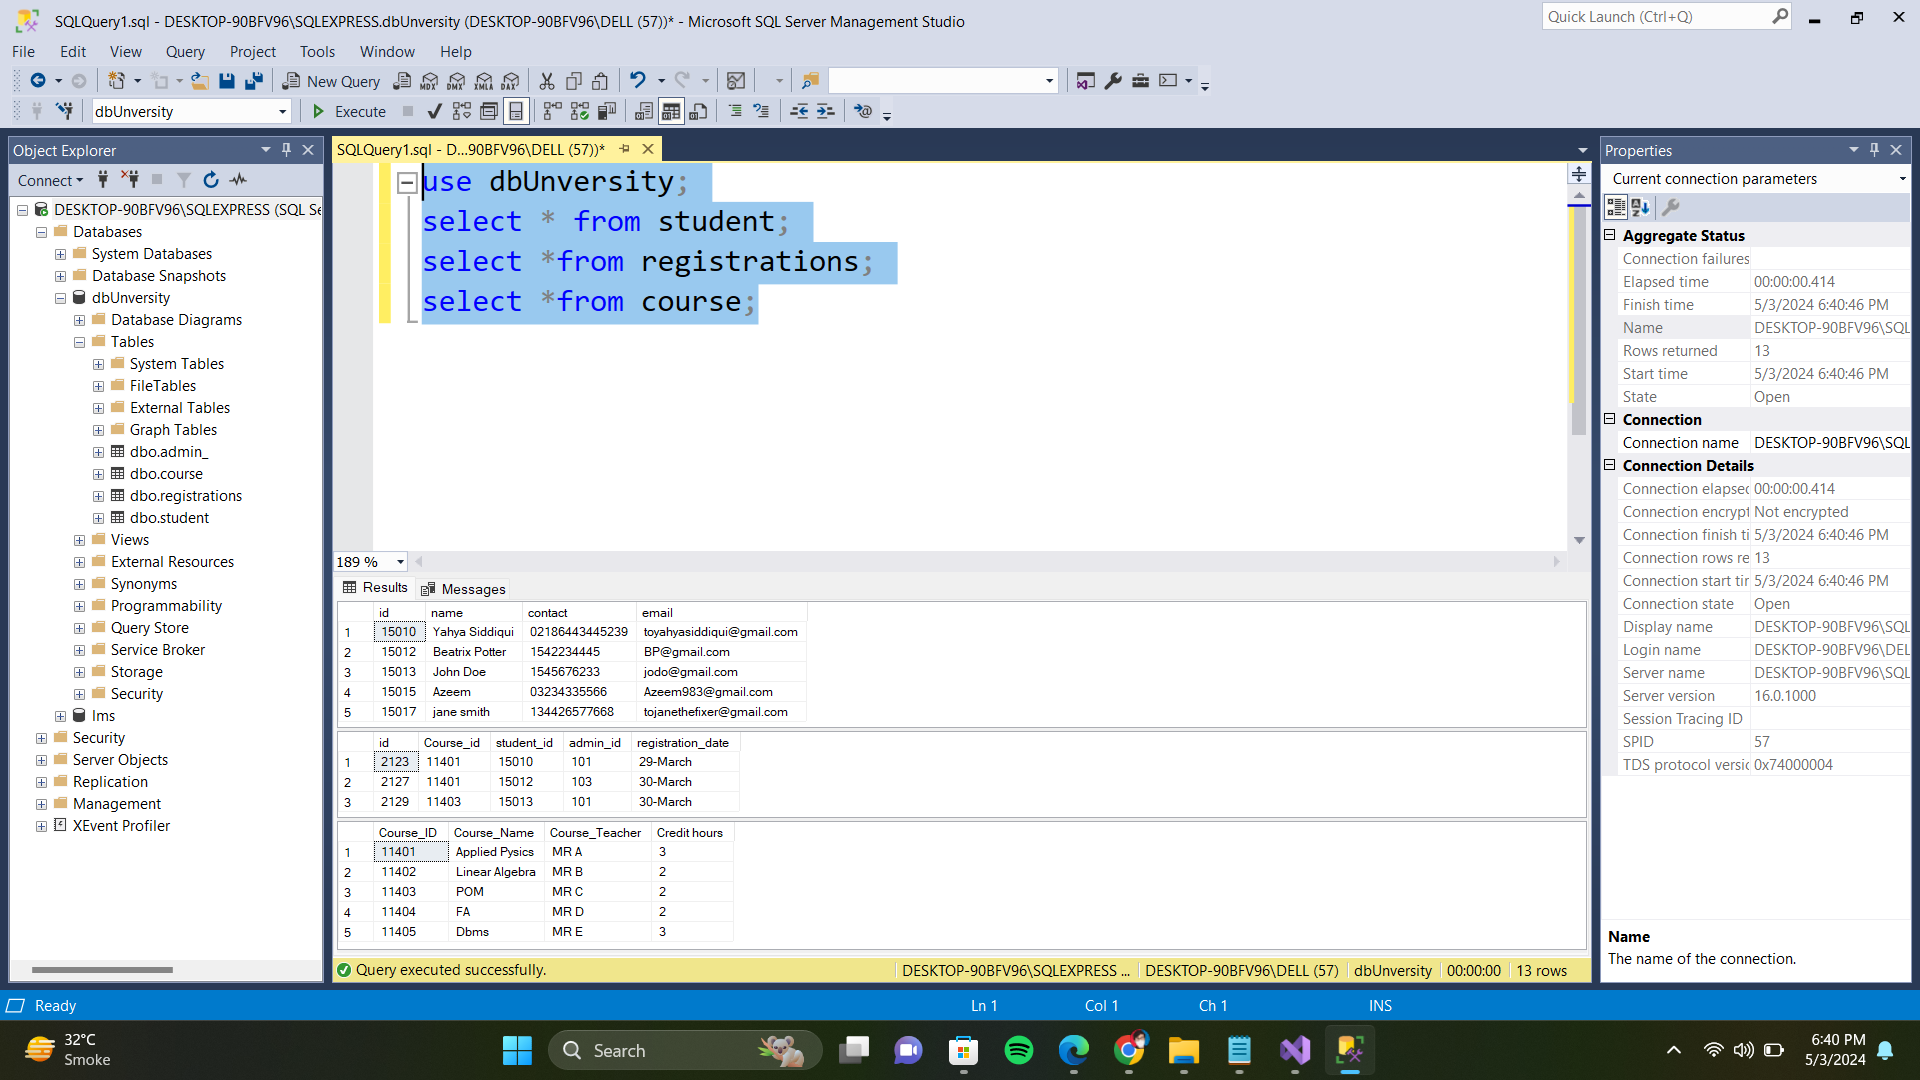 SQLQuery1.sql - DESKTOP-90BFV96\SQLEXPRESS.dbUnversity (DESKTOP-90BFV96\DELL (57))* - Microsoft SQL Server Management Studio
Quick Launch (Ctrl+Q)
File Edit View Query Project Tools Window Help
New Query MDX DMX XMLA DAX
dbUnversity Execute
Object Explorer
Connect
DESKTOP-90BFV96\SQLEXPRESS (SQL Se
Databases
System Databases
Database Snapshots
dbUnversity
Database Diagrams
Tables
System Tables
FileTables
External Tables
Graph Tables
dbo.admin_
dbo.course
dbo.registrations
dbo.student
Views
External Resources
Synonyms
Programmability
Query Store
Service Broker
Storage
Security
lms
Security
Server Objects
Replication
Management
XEvent Profiler
SQLQuery1.sql - D...90BFV96\DELL (57))*
use dbUnversity;
select * from student;
select *from registrations;
select *from course;
189 %
Results Messages
id name contact email
1 15010 Yahya Siddiqui 02186443445239 toyahyasiddiqui@gmail.com
2 15012 Beatrix Potter 1542234445 BP@gmail.com
3 15013 John Doe 1545676233 jodo@gmail.com
4 15015 Azeem 03234335566 Azeem983@gmail.com
5 15017 jane smith 134426577668 tojanethefixer@gmail.com
id Course_id student_id admin_id registration_date
1 2123 11401 15010 101 29-March
2 2127 11401 15012 103 30-March
3 2129 11403 15013 101 30-March
Course_ID Course_Name Course_Teacher Credit hours
1 11401 Applied Pysics MR A 3
2 11402 Linear Algebra MR B 2
3 11403 POM MR C 2
4 11404 FA MR D 2
5 11405 Dbms MR E 3
Query executed successfully. DESKTOP-90BFV96\SQLEXPRESS ... DESKTOP-90BFV96\DELL (57) dbUnversity 00:00:00 13 rows
Properties
Current connection parameters
Aggregate Status
Connection failures
Elapsed time 00:00:00.414
Finish time 5/3/2024 6:40:46 PM
Name DESKTOP-90BFV96\SQL
Rows returned 13
Start time 5/3/2024 6:40:46 PM
State Open
Connection
Connection name DESKTOP-90BFV96\SQL
Connection Details
Connection elapsed 00:00:00.414
Connection encrypt Not encrypted
Connection finish ti 5/3/2024 6:40:46 PM
Connection rows re 13
Connection start tir 5/3/2024 6:40:46 PM
Connection state Open
Display name DESKTOP-90BFV96\SQL
Login name DESKTOP-90BFV96\DEL
Server name DESKTOP-90BFV96\SQL
Server version 16.0.1000
Session Tracing ID
SPID 57
TDS protocol versic 0x74000004
Name
The name of the connection.
Ready Ln 1 Col 1 Ch 1 INS
32°C
Smoke
Search
6:40 PM
5/3/2024